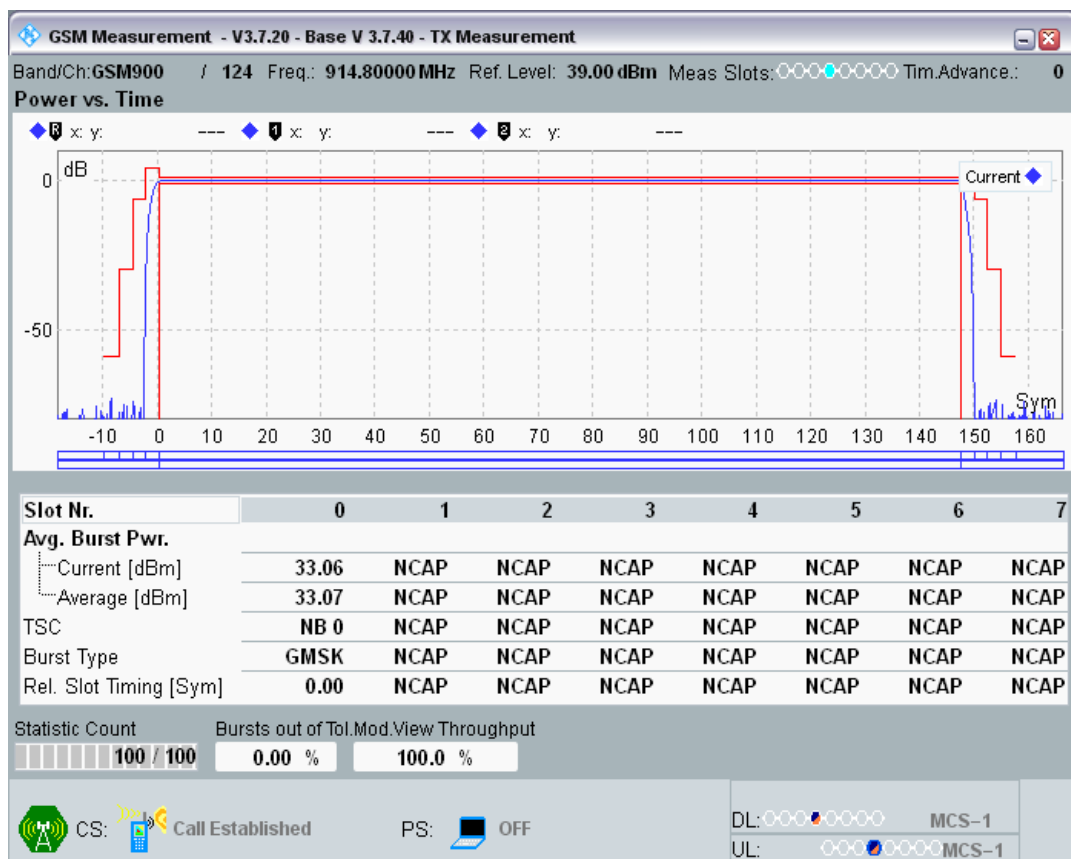 GSM Measurement - V3.7.20 - Base V 3.7.40 - TX Measurement
Band/Ch:GSM900 / 124 Freq.: 914.80000 MHz Ref. Level: 39.00 dBm Meas Slots: Tim.Advance.: 0
Power vs. Time
R x: y: --- 1 x: y: --- 2 x: y: ---
dB
Current
0
-50
Sym
-10 0 10 20 30 40 50 60 70 80 90 100 110 120 130 140 150 160
Slot Nr. 0 1 2 3 4 5 6 7
Avg. Burst Pwr.
Current [dBm] 33.06 NCAP NCAP NCAP NCAP NCAP NCAP NCAP
Average [dBm] 33.07 NCAP NCAP NCAP NCAP NCAP NCAP NCAP
TSC NB 0 NCAP NCAP NCAP NCAP NCAP NCAP NCAP
Burst Type GMSK NCAP NCAP NCAP NCAP NCAP NCAP NCAP
Rel. Slot Timing [Sym] 0.00 NCAP NCAP NCAP NCAP NCAP NCAP NCAP
Statistic Count Bursts out of Tol. Mod.View Throughput
100 / 100 0.00 % 100.0 %
CS: Call Established PS: OFF
DL: MCS-1
UL: MCS-1